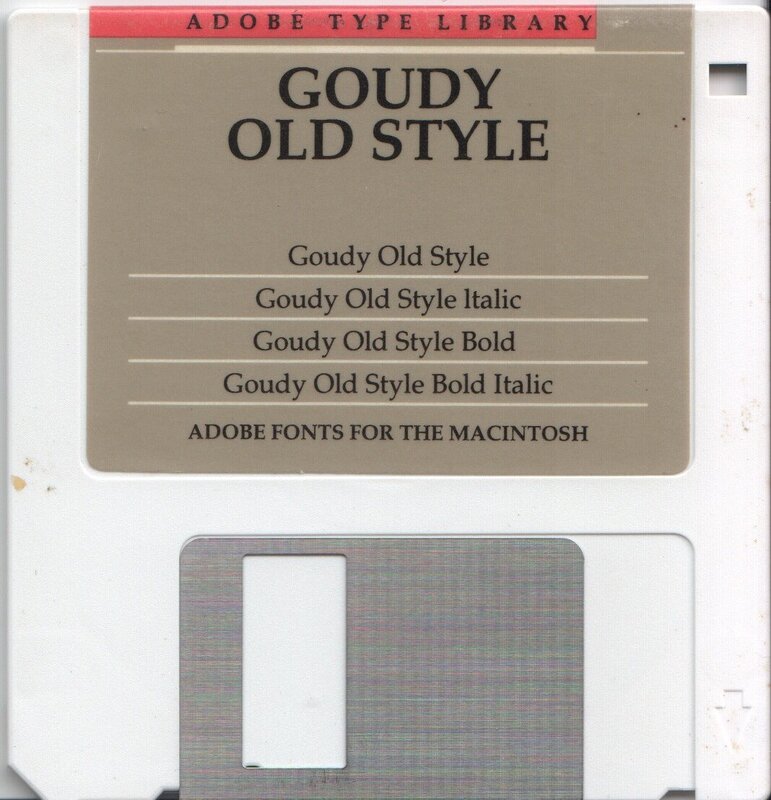 ADOBE TYPE LIBRARY
GOUDY
OLD STYLE
Goudy Old Style
Goudy Old Style Italic
Goudy Old Style Bold
Goudy Old Style Bold Italic
ADOBE FONTS FOR THE MACINTOSH